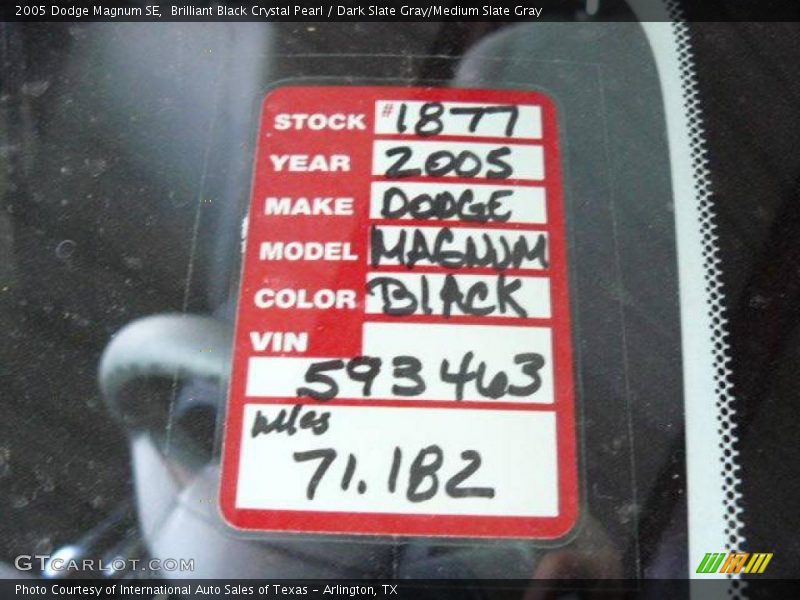 2005 Dodge Magnum SE, Brilliant Black Crystal Pearl / Dark Slate Gray/Medium Slate Gray
STOCK #1877
YEAR 2005
MAKE DODGE
MODEL MAGNUM
COLOR BLACK
VIN
593463
miles
71.182
GTCARLOT.COM
Photo Courtesy of International Auto Sales of Texas - Arlington, TX